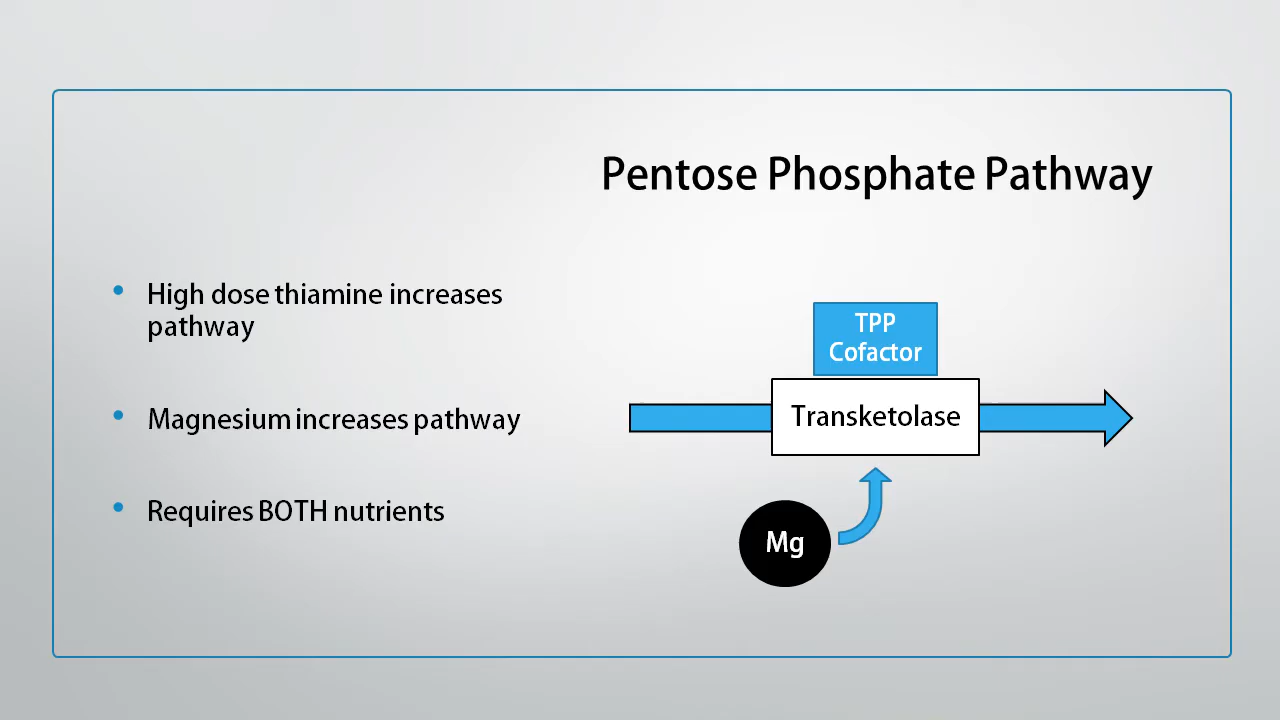 Pentose Phosphate Pathway
• High dose thiamine increases
pathway
• Magnesium increases pathway
• Requires BOTH nutrients
TPP
Cofactor
Transketolase
Mg